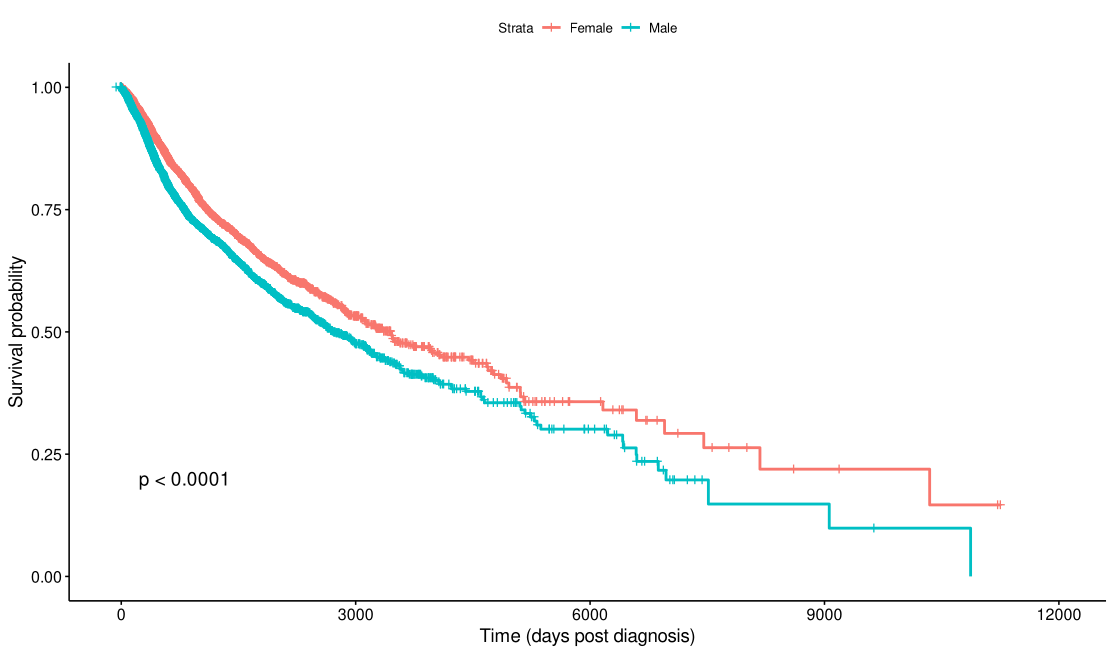 Strata Female Male
1.00
0.75
0.50
0.25
0.00
Survival probability
p < 0.0001
0 3000 6000 9000 12000
Time (days post diagnosis)